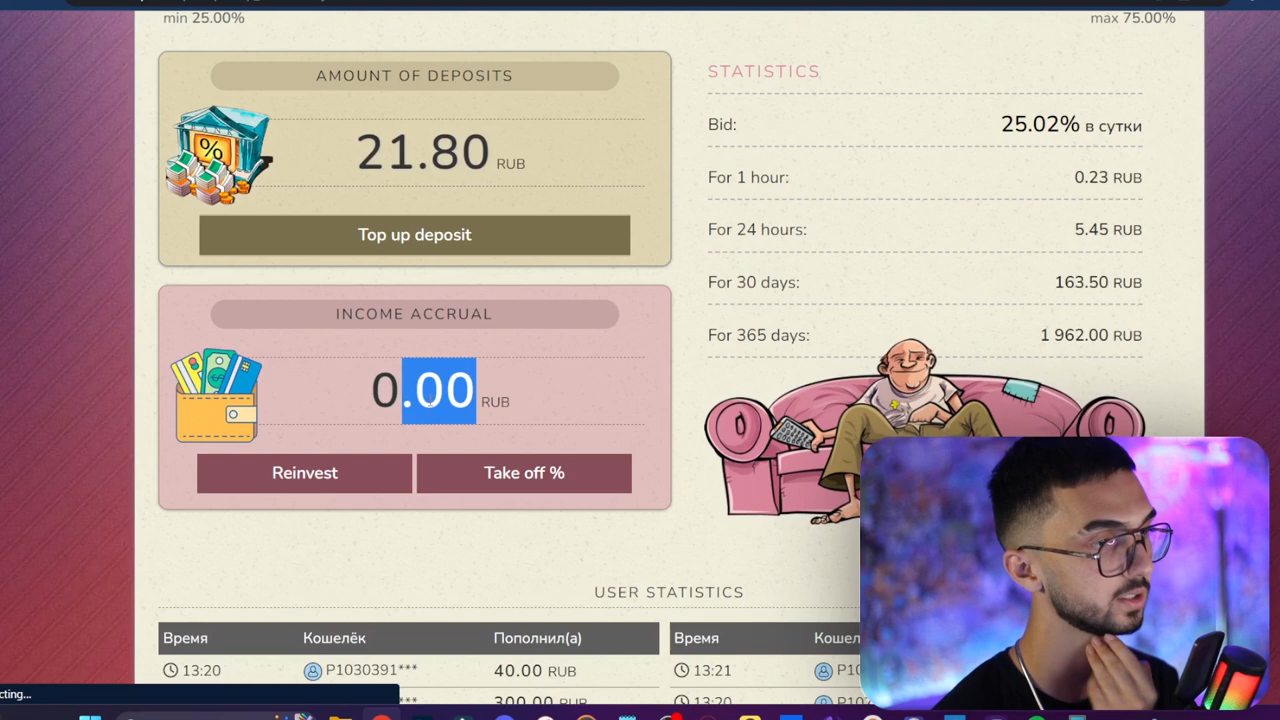 min 25.00%
max 75.00%
AMOUNT OF DEPOSITS
BANK
%
21.80 RUB
Top up deposit
INCOME ACCRUAL
0.00 RUB
Reinvest
Take off %
STATISTICS
Bid: 25.02% в сутки
For 1 hour: 0.23 RUB
For 24 hours: 5.45 RUB
For 30 days: 163.50 RUB
For 365 days: 1 962.00 RUB
USER STATISTICS
Время Кошелёк Пополнил(а)
13:20 P1030391*** 40.00 RUB
*** 300.00 RUB
Время Кошел
13:21 P10
13:20 P10
cting...